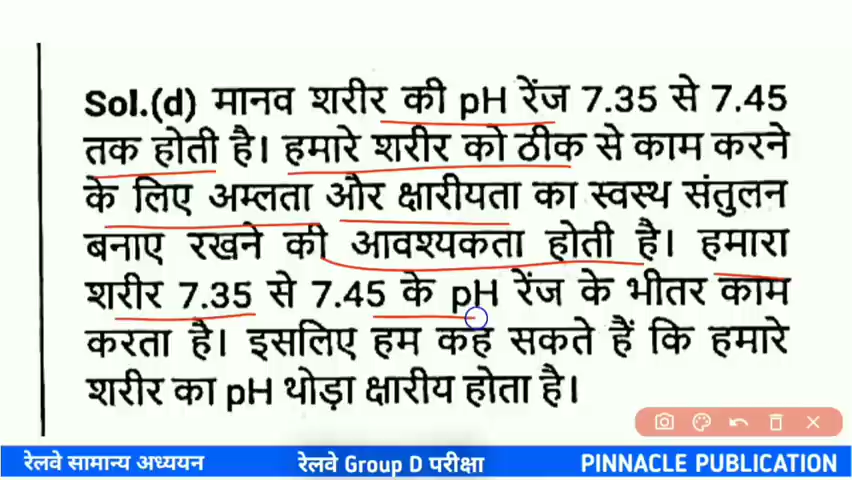 Sol.(d) मानव शरीर की pH रेंज 7.35 से 7.45
तक होती है। हमारे शरीर को ठीक से काम करने
के लिए अम्लता और क्षारीयता का स्वस्थ संतुलन
बनाए रखने की आवश्यकता होती है। हमारा
शरीर 7.35 से 7.45 के pH रेंज के भीतर काम
करता है। इसलिए हम कह सकते हैं कि हमारे
शरीर का pH थोड़ा क्षारीय होता है।
रेलवे सामान्य अध्ययन रेलवे Group D परीक्षा PINNACLE PUBLICATION